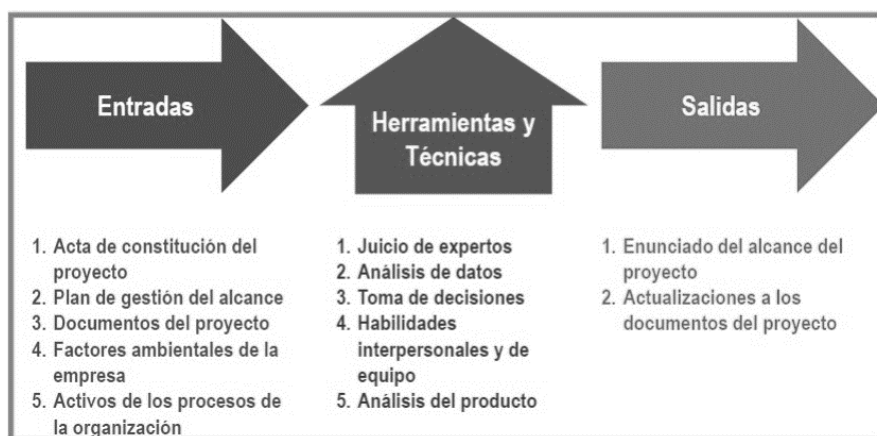 Entradas
Herramientas y
Técnicas
Salidas
1. Acta de constitución del
proyecto
2. Plan de gestión del alcance
3. Documentos del proyecto
4. Factores ambientales de la
empresa
5. Activos de los procesos de
la organización
1. Juicio de expertos
2. Análisis de datos
3. Toma de decisiones
4. Habilidades
interpersonales y de
equipo
5. Análisis del producto
1. Enunciado del alcance del
proyecto
2. Actualizaciones a los
documentos del proyecto